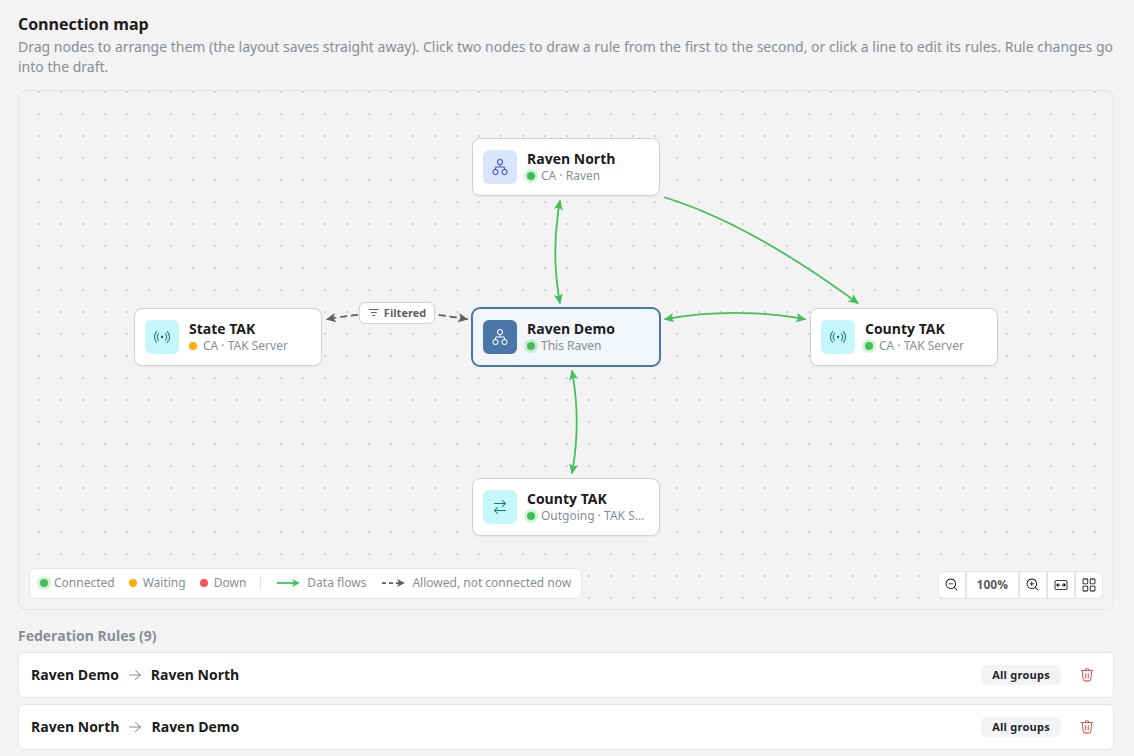 Connection map
Drag nodes to arrange them (the layout saves straight away). Click two nodes to draw a rule from the first to the second, or click a line to edit its rules. Rule changes go
into the draft.
Raven North
CA · Raven
Filtered
State TAK
CA · TAK Server
Raven Demo
This Raven
County TAK
CA · TAK Server
County TAK
Outgoing · TAK S...
Connected
Waiting
Down
Data flows
Allowed, not connected now
100%
Federation Rules (9)
Raven Demo → Raven North
All groups
Raven North → Raven Demo
All groups